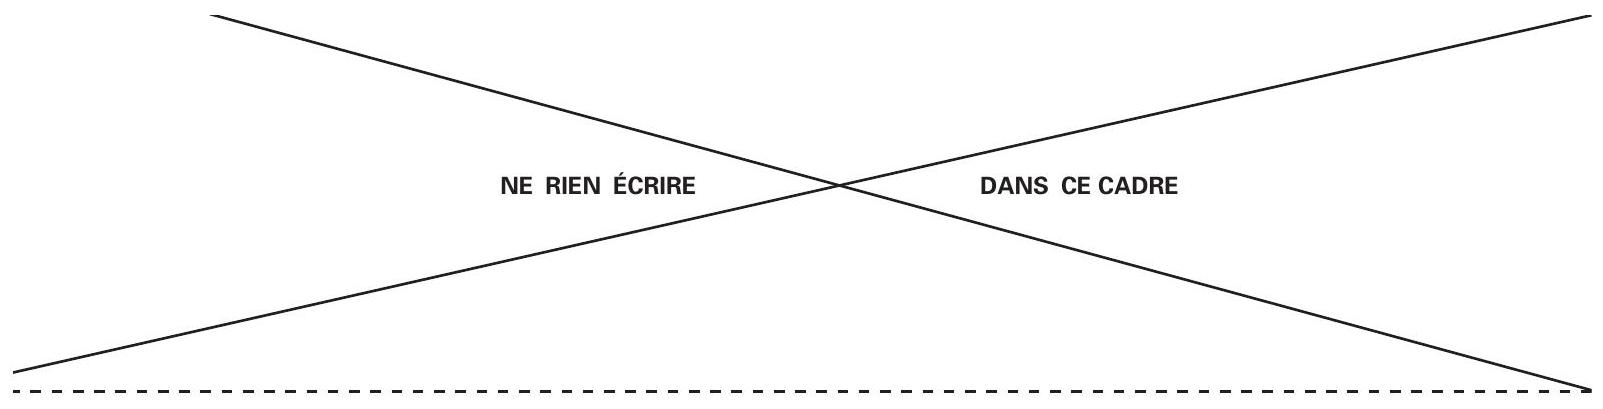 NE RIEN ÉCRIRE DANS CE CADRE